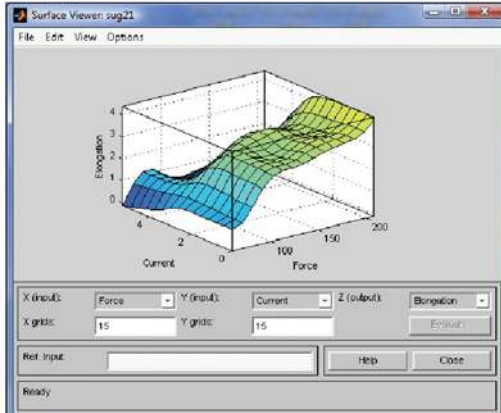 Surface Viewer: sug21
File Edit View Options
4
3
2
1
0
Elongation
4
2
0
Current
100
150
200
Force
X (input): Force Y (input): Current Z (output): Elongation
X grids: 15 Y grids: 15 Evaluate
Ref. Input: Help Close
Ready